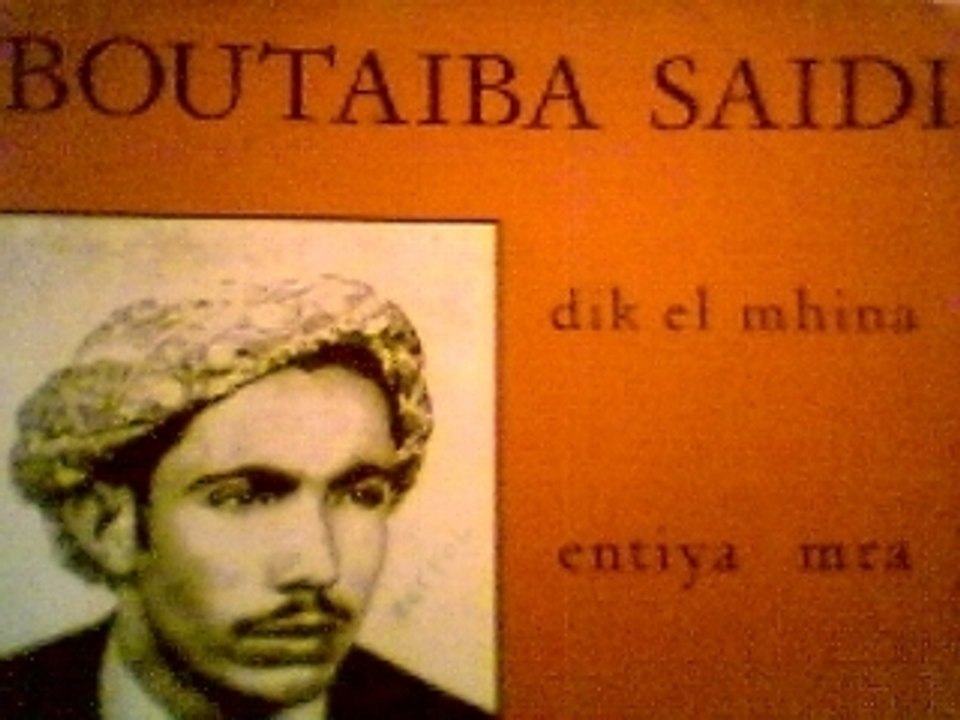 BOUTAIBA SAIDI
dik el mhina
entiya mra